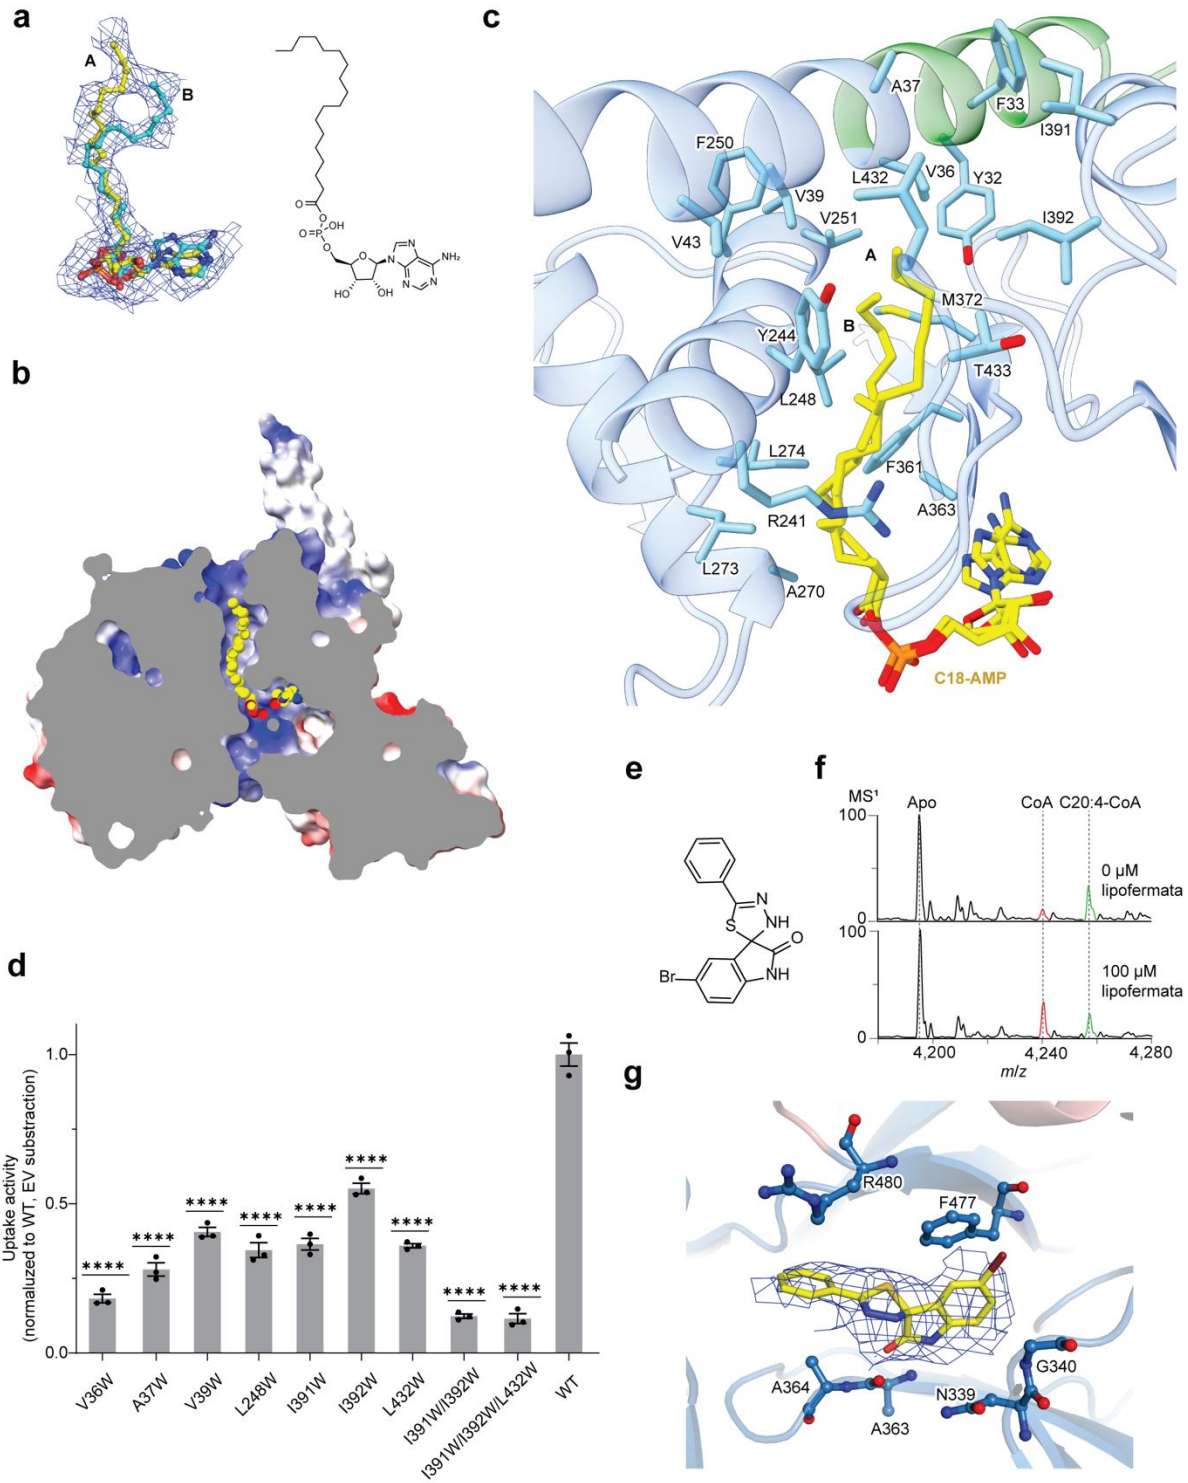 a
A
B
O
O
OH
O=P
O
O
N
N
NH₂
N
N
N
HO
OH
b
c
A37
F33
I391
F250
L432
V36
Y32
V39
V251
I392
V43
A
M372
B
Y244
T433
L248
L274
F361
A363
R241
L273
A270
C18-AMP
d
Uptake activity
(normalized to WT, EV substraction)
1.0
0.5
0.0
****
****
****
****
****
****
****
****
****
V36W
A37W
V39W
L248W
I391W
I392W
L432W
I391W/I392W
I391W/I392W/L432W
WT
e
N
NH
S
O
NH
Br
f
MS¹
Apo
CoA
C20:4-CoA
100
0 µM
lipofermata
0
100
100 µM
lipofermata
0
4,200
4,240
4,280
m/z
g
R480
F477
G340
A364
N339
A363